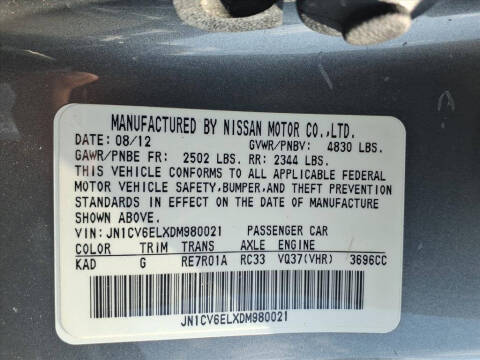 MANUFACTURED BY NISSAN MOTOR CO.,LTD.
DATE: 08/12 GVWR/PNBV: 4830 LBS.
GAWR/PNBE FR: 2502 LBS. RR: 2344 LBS.
THIS VEHICLE CONFORMS TO ALL APPLICABLE FEDERAL
MOTOR VEHICLE SAFETY,BUMPER,AND THEFT PREVENTION
STANDARDS IN EFFECT ON THE DATE OF MANUFACTURE
SHOWN ABOVE.
VIN: JN1CV6ELXDM980021 PASSENGER CAR
COLOR TRIM TRANS AXLE ENGINE
KAD G RE7R01A RC33 VQ37(VHR) 3696CC
JN1CV6ELXDM980021